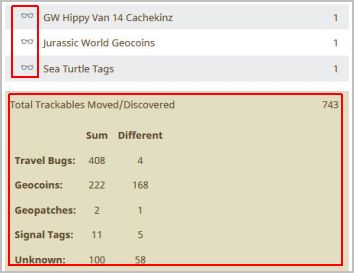 GW Hippy Van 14 Cachekinz 1
Jurassic World Geocoins 1
Sea Turtle Tags 1
Total Trackables Moved/Discovered 743
Sum Different
Travel Bugs: 408 4
Geocoins: 222 168
Geopatches: 2 1
Signal Tags: 11 5
Unknown: 100 58